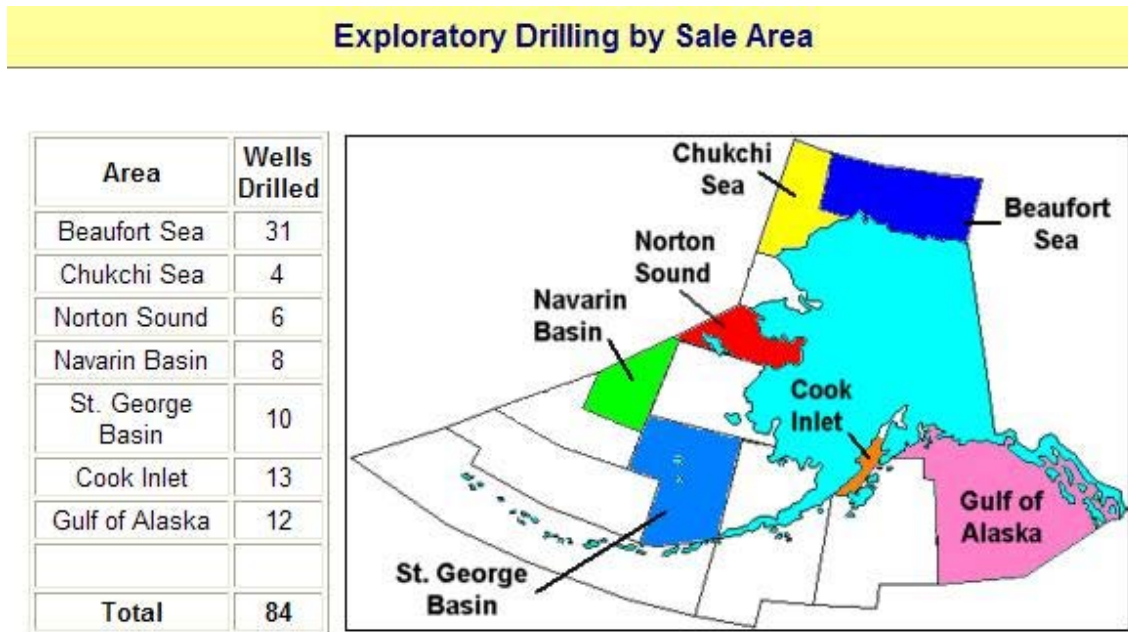 Exploratory Drilling by Sale Area
Area
Wells
Drilled
Beaufort Sea 31
Chukchi Sea 4
Norton Sound 6
Navarin Basin 8
St. George
Basin
10
Cook Inlet 13
Gulf of Alaska 12
Total 84
Chukchi
Sea
Beaufort
Sea
Norton
Sound
Navarin
Basin
Cook
Inlet
Gulf of
Alaska
St. George
Basin